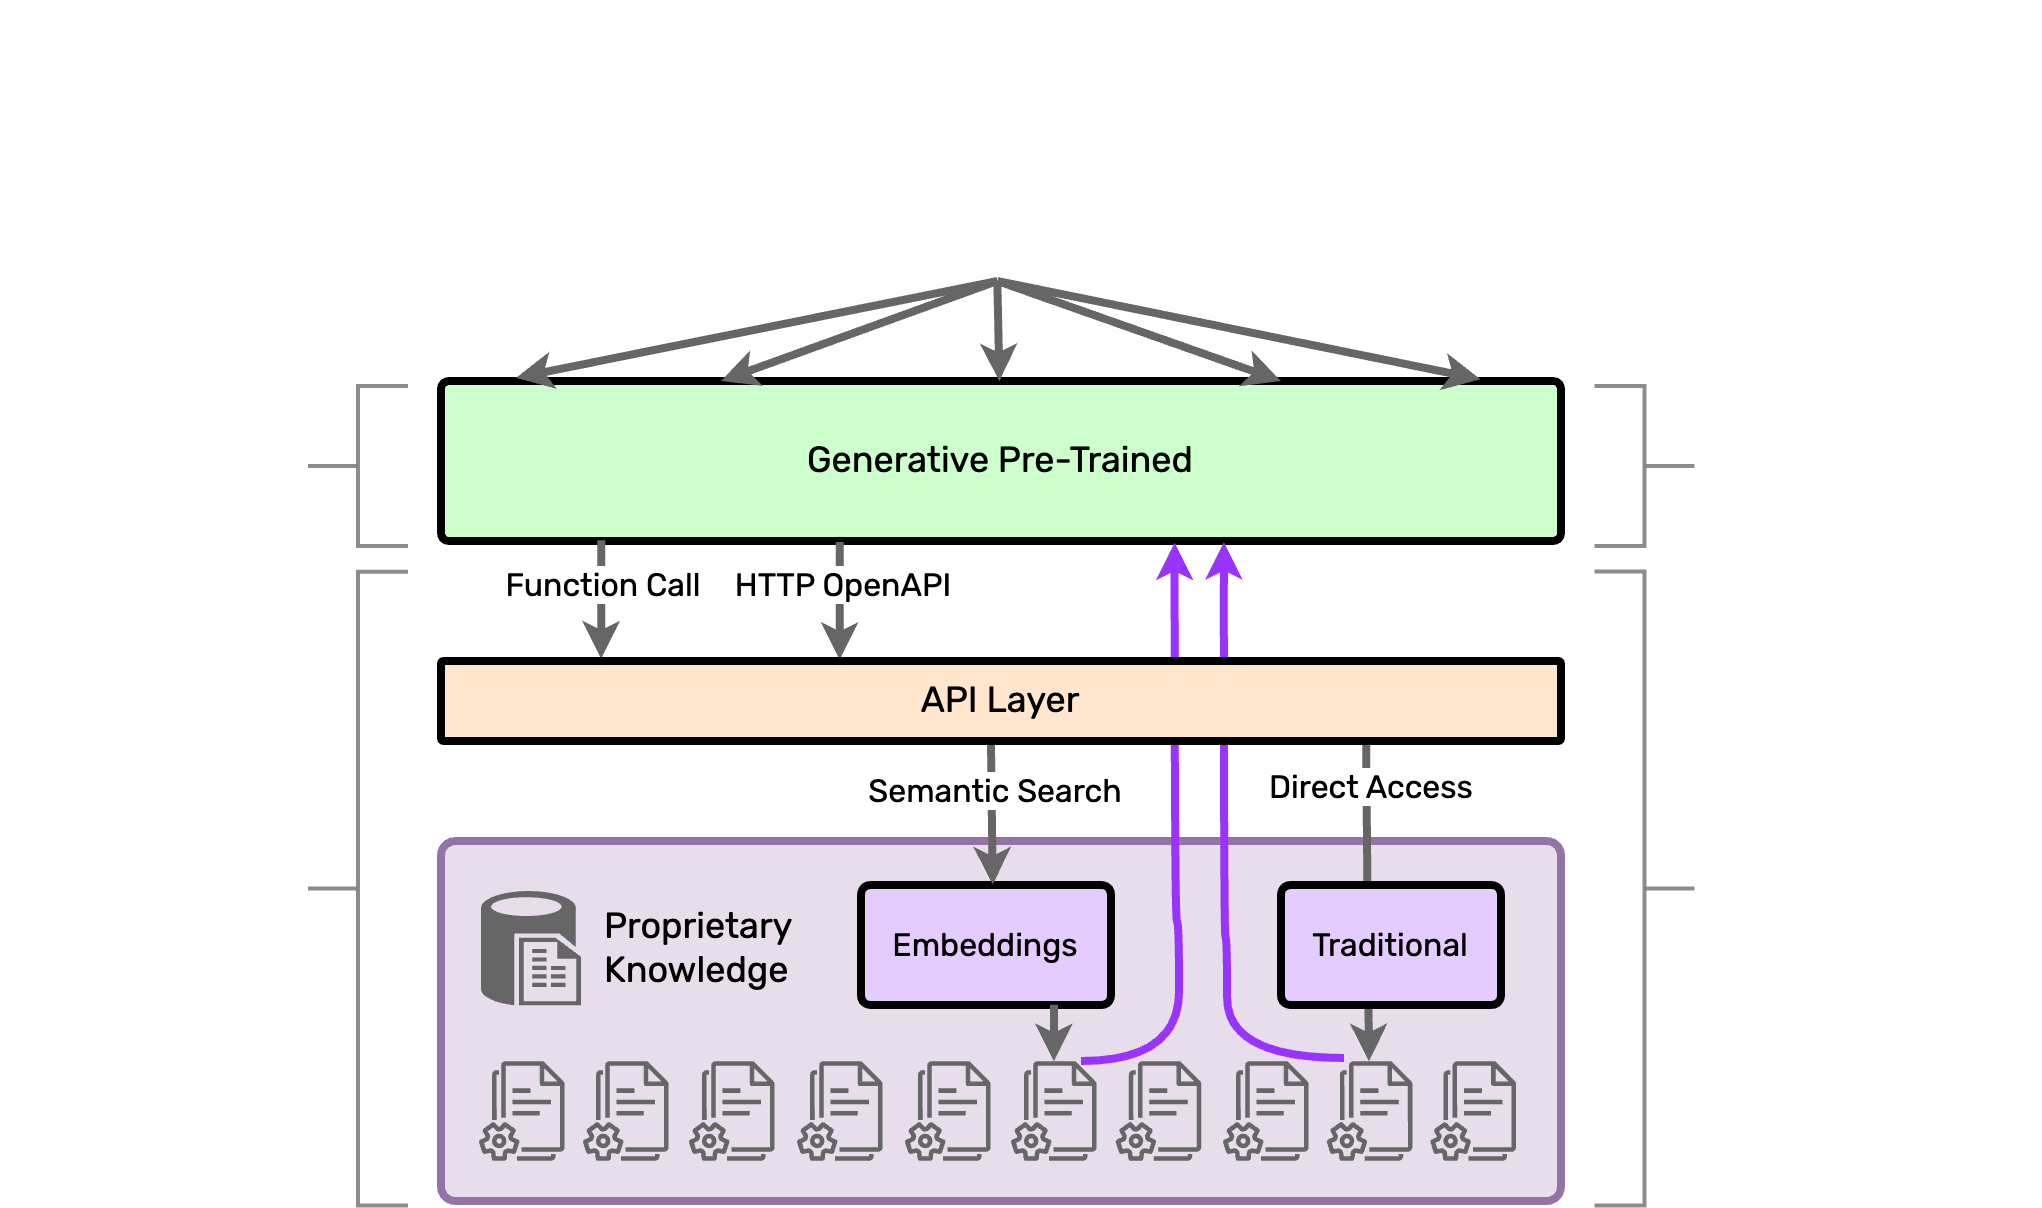 Generative Pre-Trained
Function Call
HTTP OpenAPI
API Layer
Semantic Search
Direct Access
Proprietary
Knowledge
Embeddings
Traditional